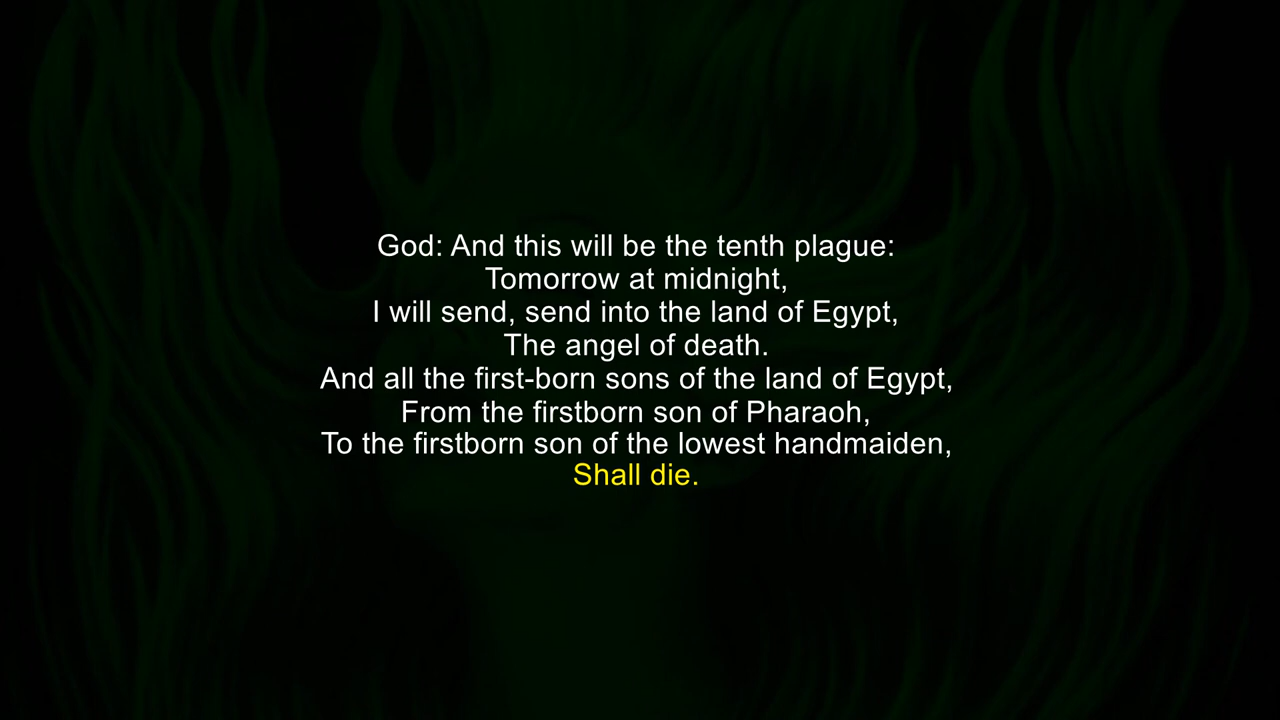 God: And this will be the tenth plague:
Tomorrow at midnight,
I will send, send into the land of Egypt,
The angel of death.
And all the first-born sons of the land of Egypt,
From the firstborn son of Pharaoh,
To the firstborn son of the lowest handmaiden,
Shall die.